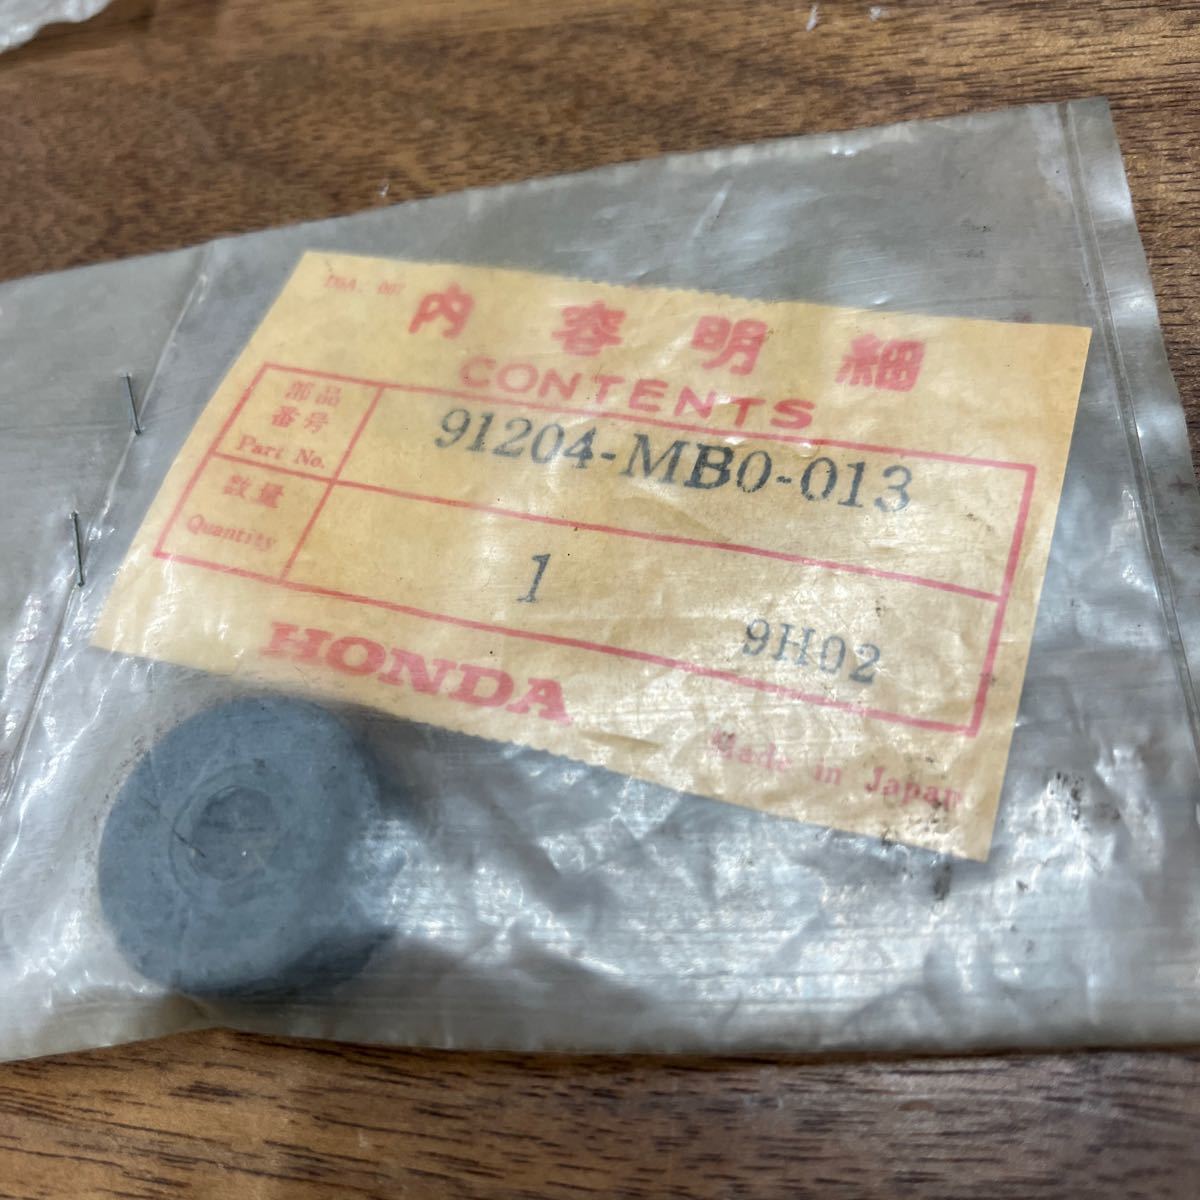 内容明細
CONTENTS
部品
番号
Part No.
91204-MB0-013
数量
Quantity
1
9H02
HONDA
Made in Japan